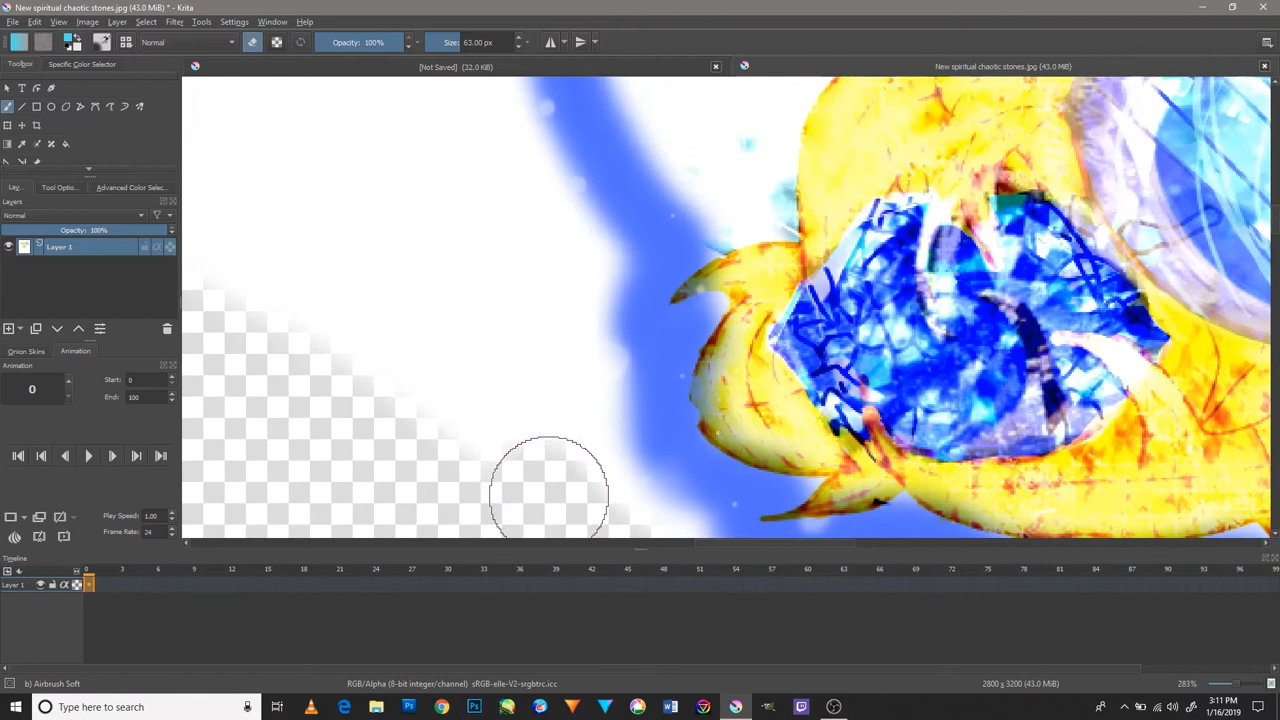 New spiritual chaotic stones.jpg (43.0 MiB) * - Krita
File Edit View Image Layer Select Filter Tools Settings Window Help
Normal Opacity: 100% Size: 63.00 px
Toolbox Specific Color Selector
[Not Saved] (32.0 KiB) New spiritual chaotic stones.jpg (43.0 MiB)
Lay... Tool Optio... Advanced Color Selec...
Layers
Normal
Opacity: 100%
Layer 1
Onion Skins Animation
Animation
0 Start: 0
End: 100
Play Speed: 1.00
Frame Rate: 24
Timeline
0 3 6 9 12 15 18 21 24 27 30 33 36 39 42 45 48 51 54 57 60 63 66 69 72 75 78 81 84 87 90 93 96 99
Layer 1
b) Airbrush Soft RGB/Alpha (8-bit integer/channel) sRGB-elle-V2-srgbtrc.icc 2800 x 3200 (43.0 MiB) 283%
Type here to search 3:11 PM
1/16/2019